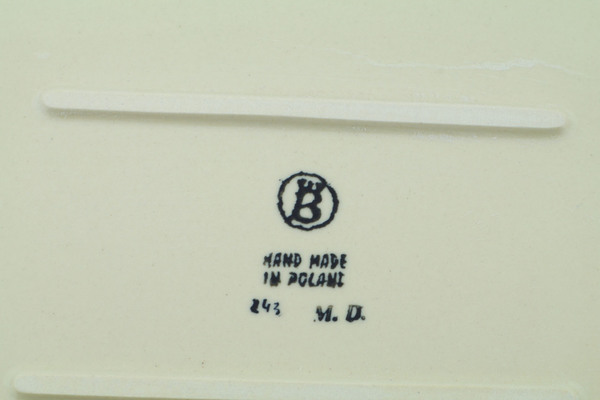 B
HAND MADE
IN POLAND
243 M. D.